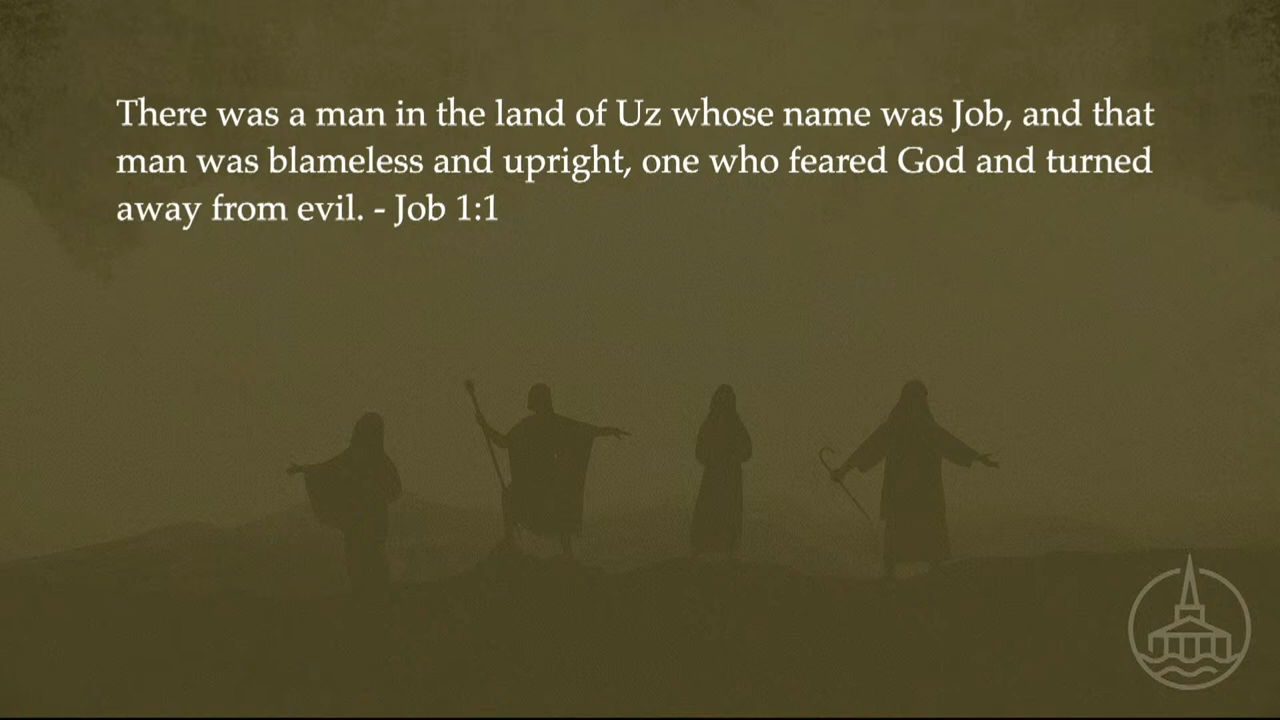 There was a man in the land of Uz whose name was Job, and that
man was blameless and upright, one who feared God and turned
away from evil. - Job 1:1